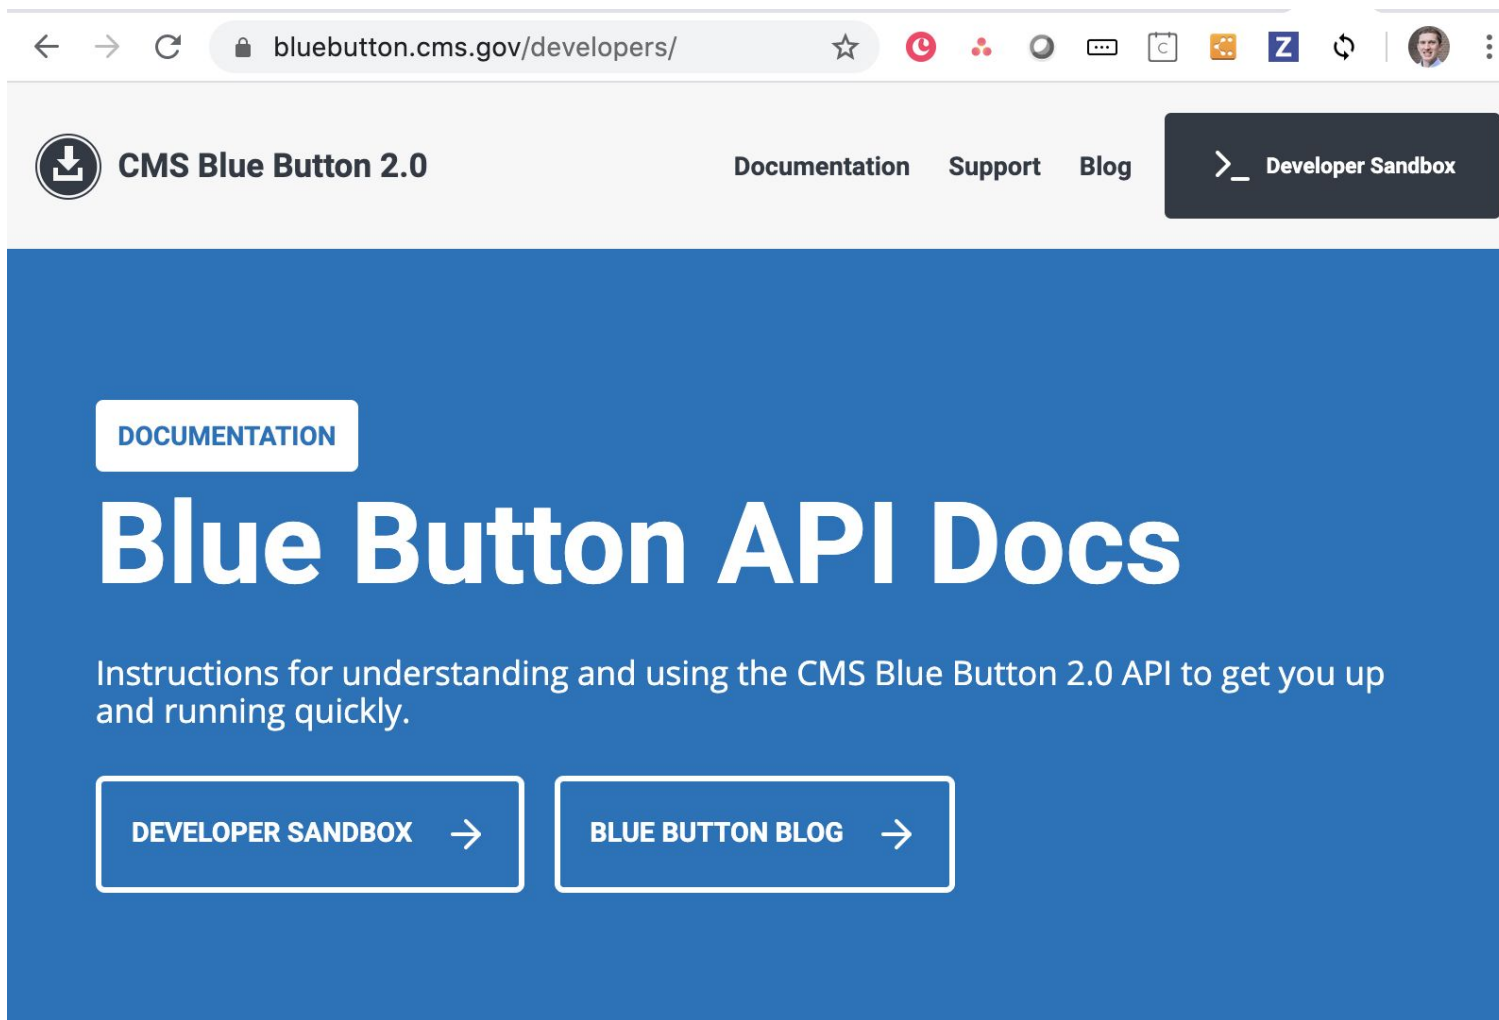 bluebutton.cms.gov/developers/
CMS Blue Button 2.0
Documentation Support Blog >_ Developer Sandbox
DOCUMENTATION
Blue Button API Docs
Instructions for understanding and using the CMS Blue Button 2.0 API to get you up
and running quickly.
DEVELOPER SANDBOX → BLUE BUTTON BLOG →